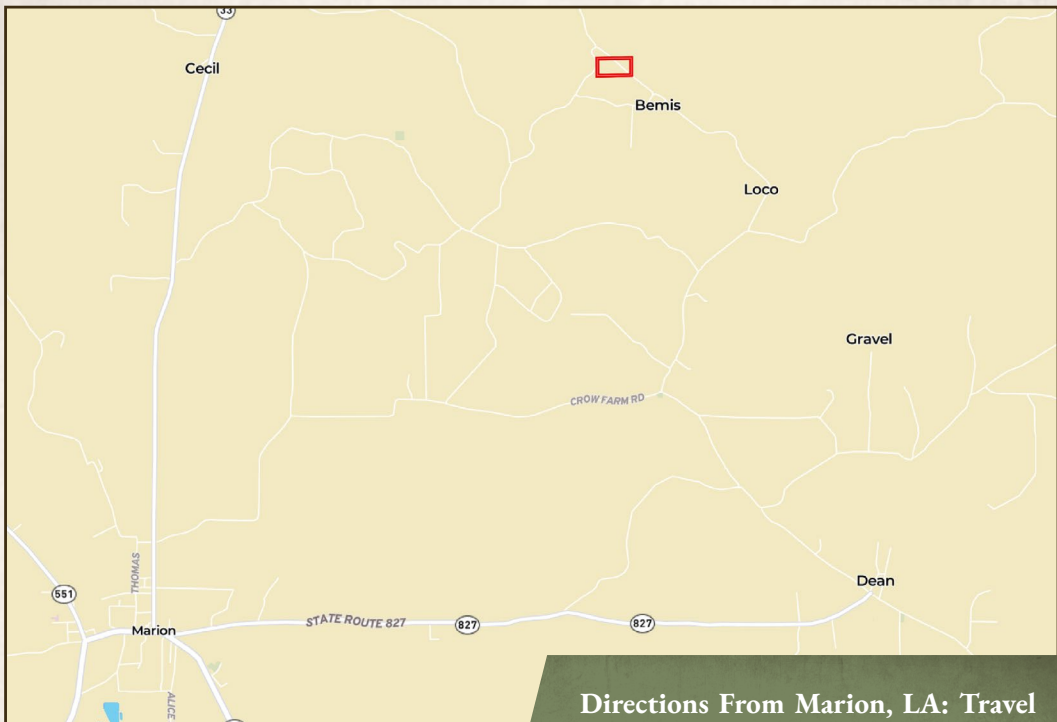 33
Cecil
Bemis
Loco
Gravel
CROW FARM RD
Dean
551
THOMAS
STATE ROUTE 827
827
827
Marion
ALICE
Directions From Marion, LA: Travel